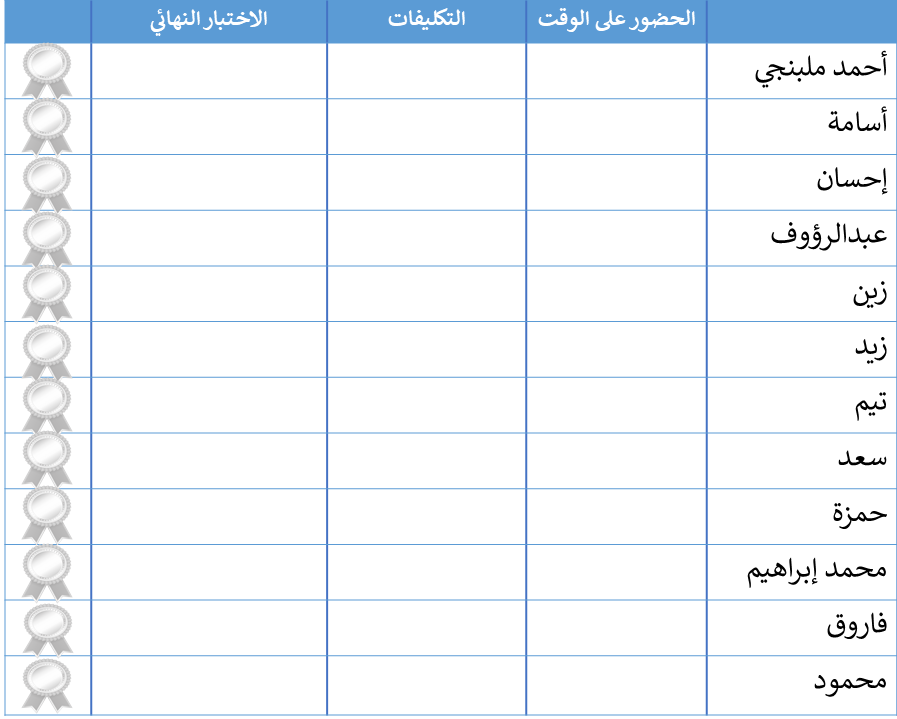 الحضور على الوقت التكليفات الاختبار النهائي
أحمد ملبنجي
أسامة
إحسان
عبدالرؤوف
زين
زيد
تيم
سعد
حمزة
محمد إبراهيم
فاروق
محمود